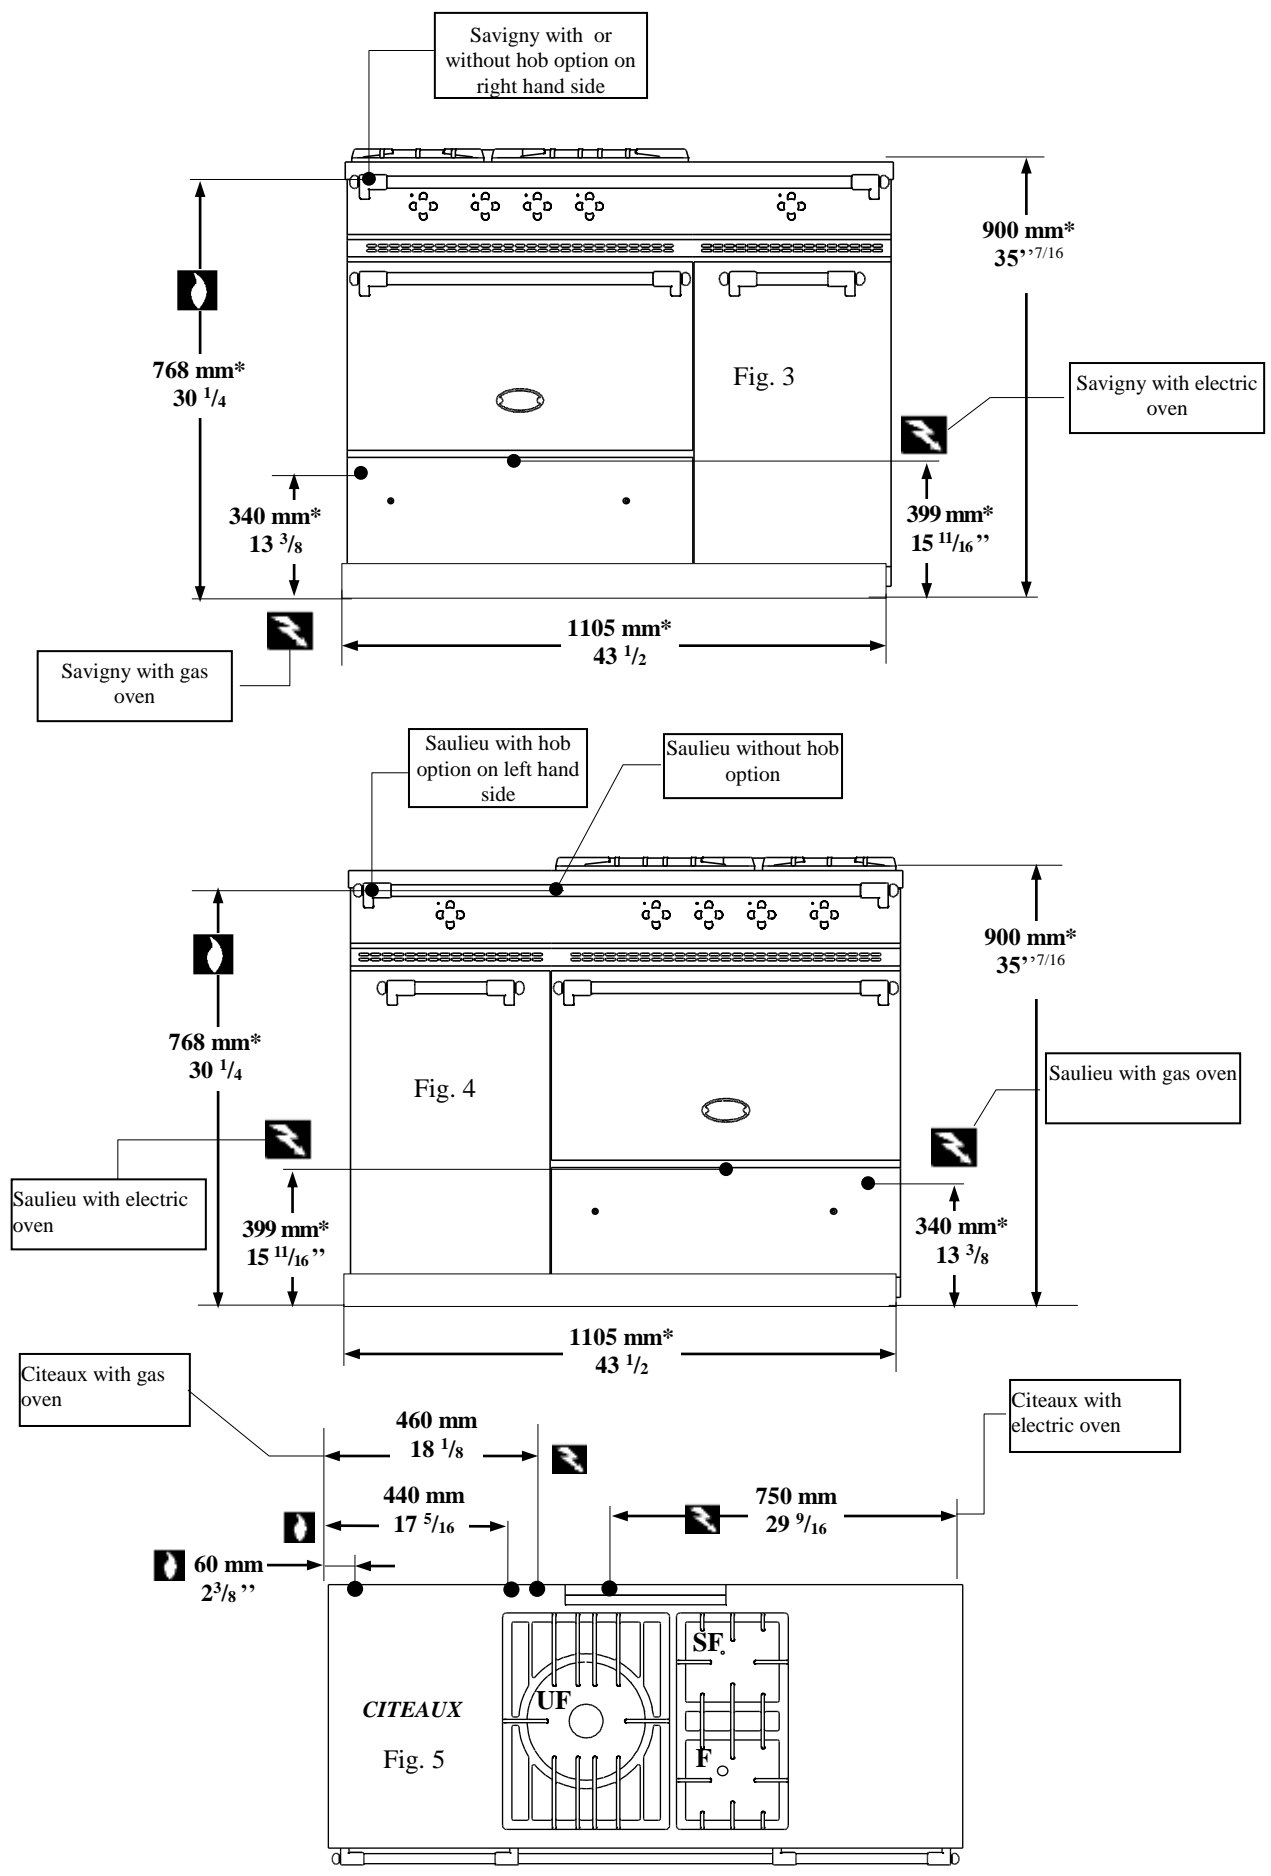 Savigny with or
without hob option on
right hand side
900 mm*
35’’7/16
768 mm*
30 1/4
Fig. 3
Savigny with electric
oven
340 mm*
13 3/8
399 mm*
15 11/16 ’’
1105 mm*
43 1/2
Savigny with gas
oven
Saulieu with hob
option on left hand
side
Saulieu without hob
option
900 mm*
35’’7/16
768 mm*
30 1/4
Fig. 4
Saulieu with gas oven
Saulieu with electric
oven
399 mm*
15 11/16 ’’
340 mm*
13 3/8
1105 mm*
43 1/2
Citeaux with gas
oven
Citeaux with
electric oven
460 mm
18 1/8
440 mm
17 5/16
750 mm
29 9/16
60 mm
23/8 ’’
SF
UF
CITEAUX
F
Fig. 5